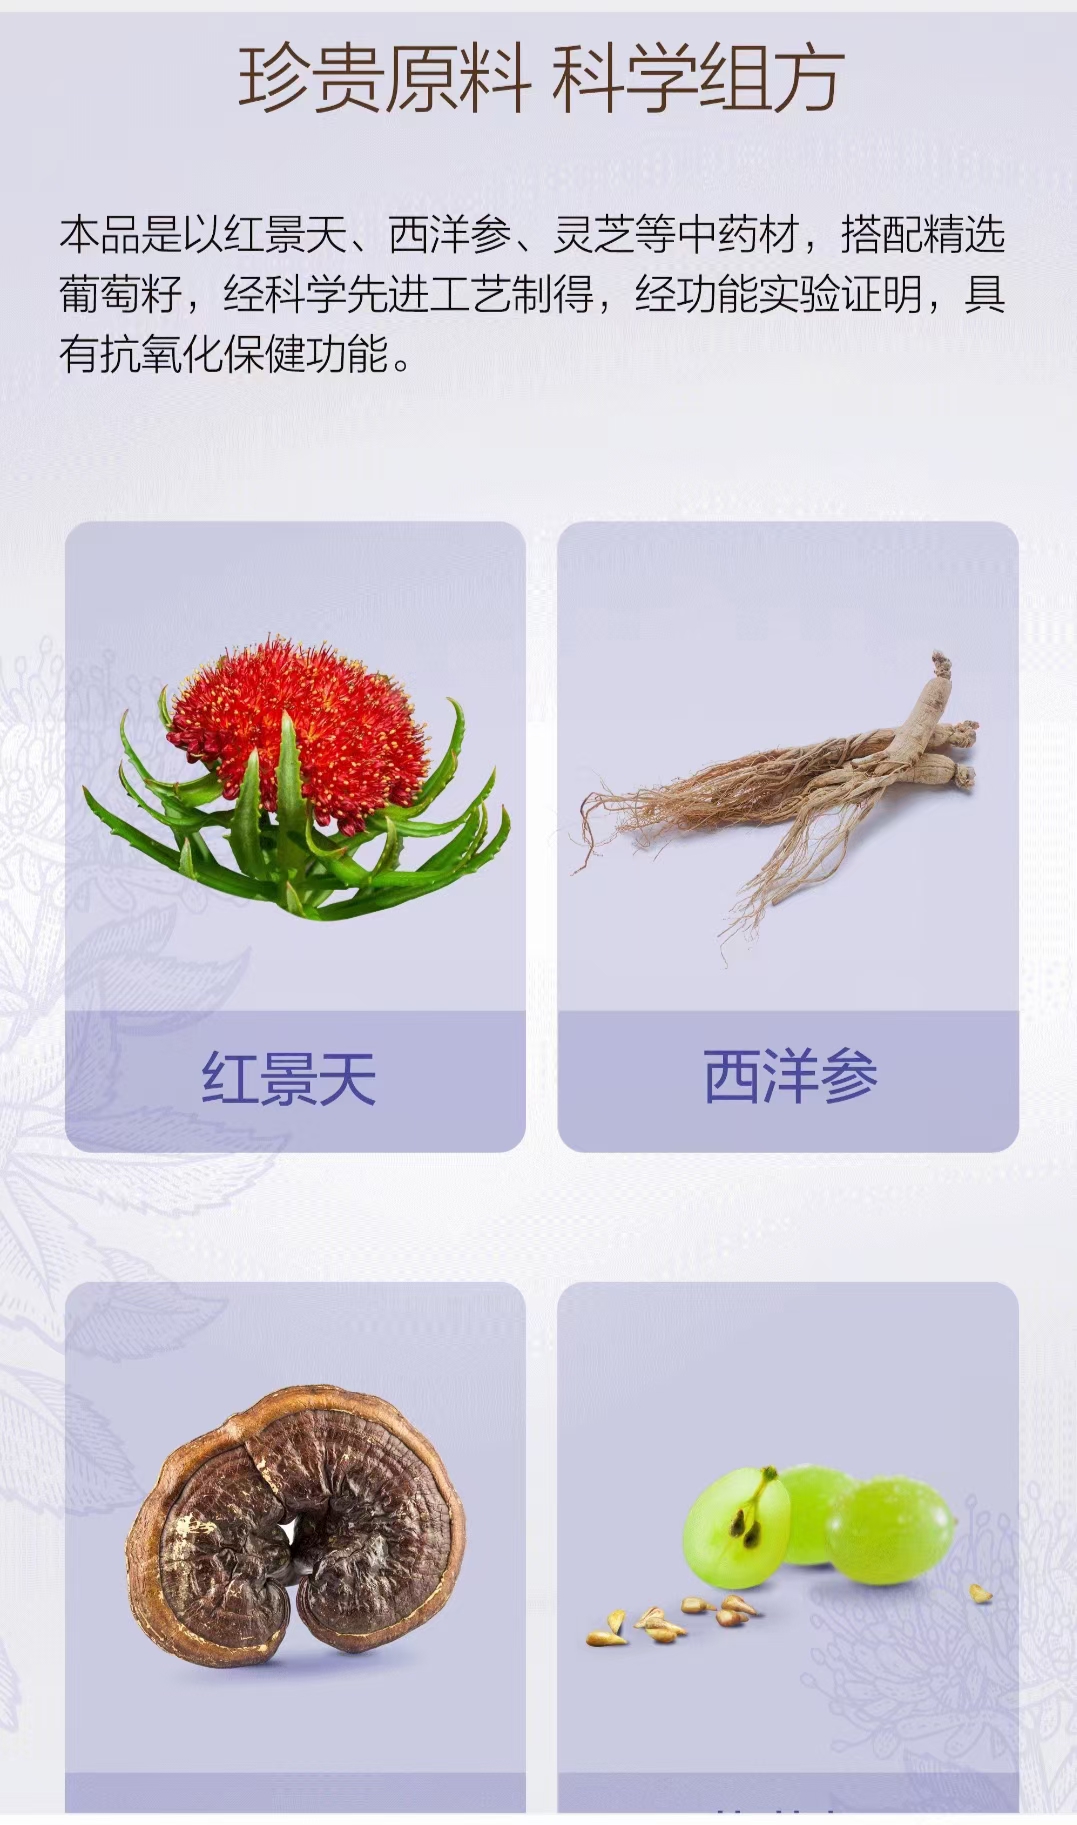 珍贵原料 科学组方
本品是以红景天、西洋参、灵芝等中药材，搭配精选
葡萄籽，经科学先进工艺制得，经功能实验证明，具
有抗氧化保健功能。
红景天
西洋参